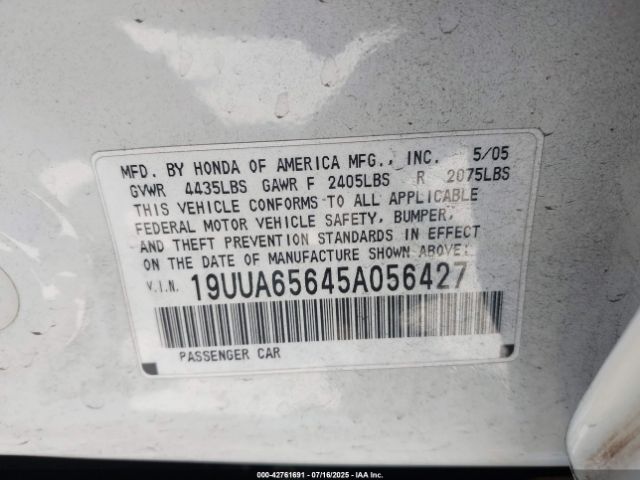 MFD. BY HONDA OF AMERICA MFG., INC. 5/05
GVWR 4435LBS GAWR F 2405LBS R 2075LBS
THIS VEHICLE CONFORMS TO ALL APPLICABLE
FEDERAL MOTOR VEHICLE SAFETY, BUMPER,
AND THEFT PREVENTION STANDARDS IN EFFECT
ON THE DATE OF MANUFACTURE SHOWN ABOVE.
V.I.N. 19UUA65645A056427
PASSENGER CAR
00-42761691 - 07/16/2025 - IAA Inc.